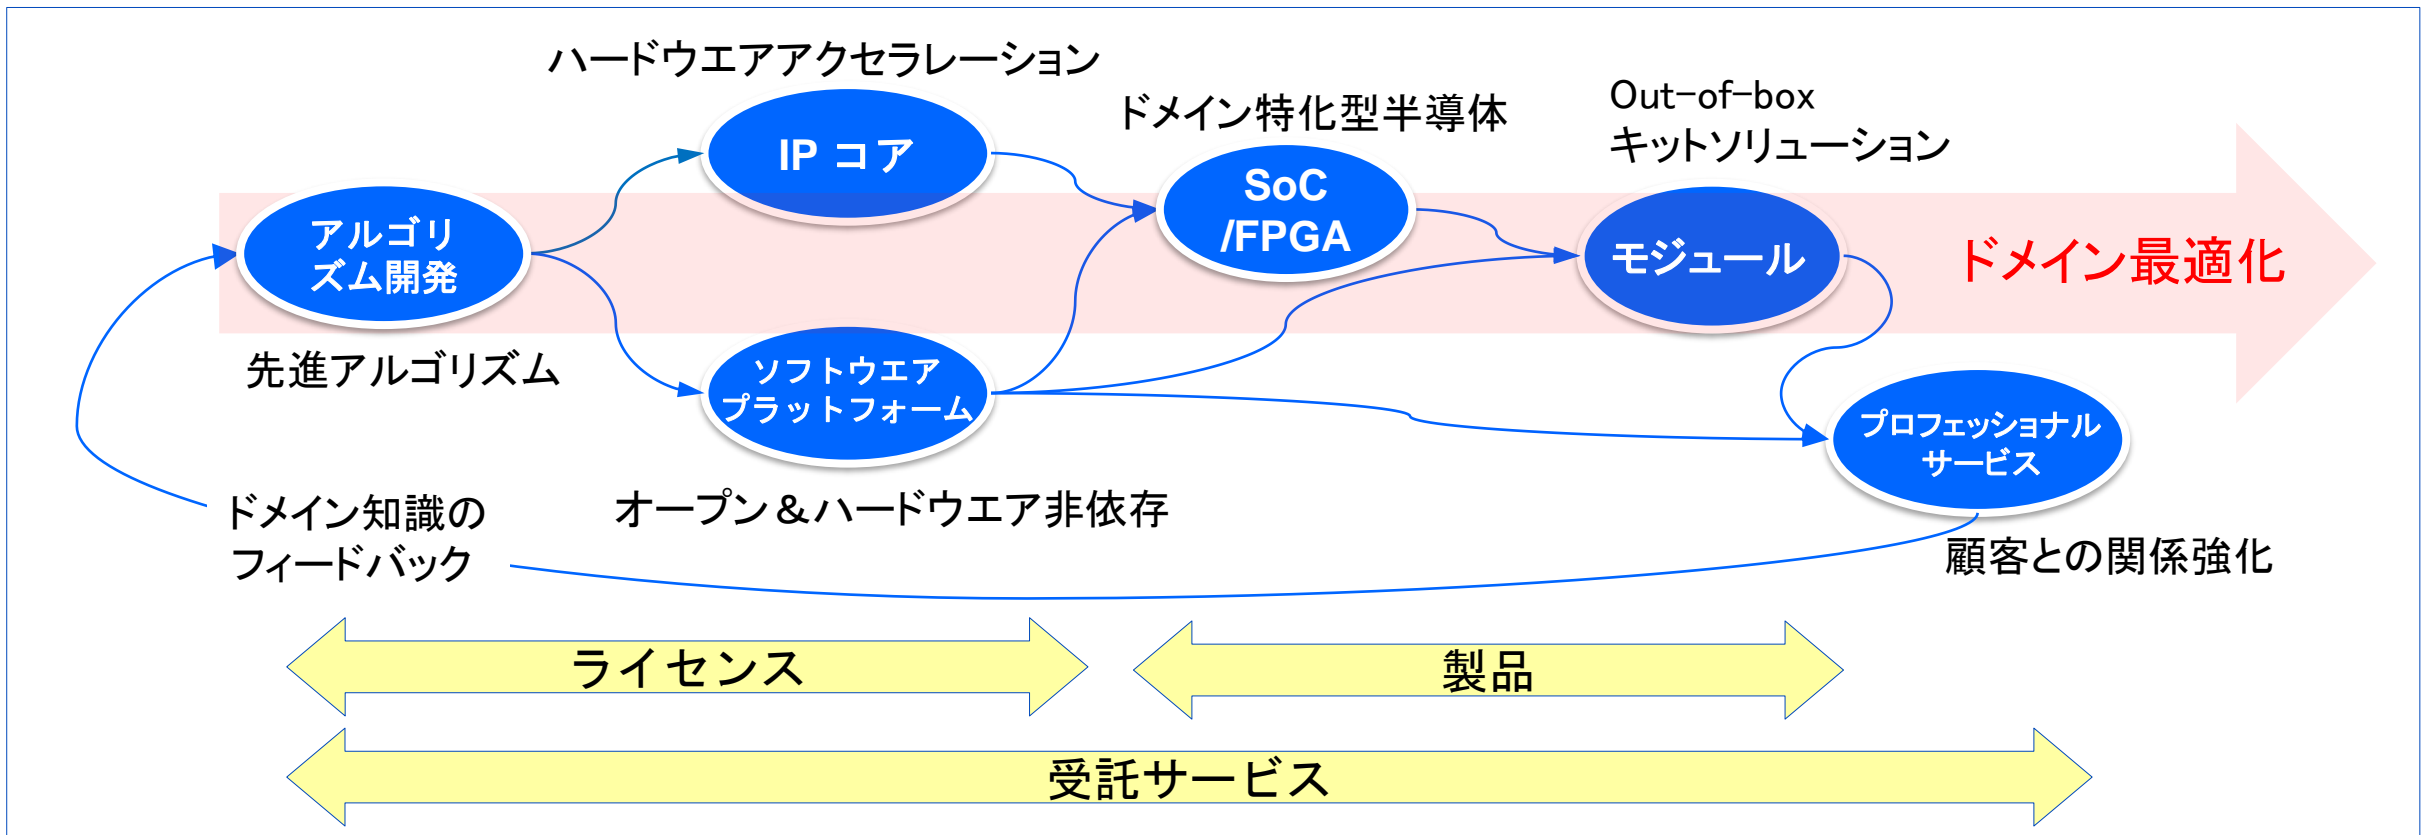 ハードウエアアクセラレーション
IP コア
ドメイン特化型半導体
SoC
/FPGA
Out-of-box
キットソリューション
モジュール
ドメイン最適化
アルゴリ
ズム開発
先進アルゴリズム
ソフトウエア
プラットフォーム
オープン＆ハードウエア非依存
プロフェッショナル
サービス
顧客との関係強化
ドメイン知識の
フィードバック
ライセンス
製品
受託サービス